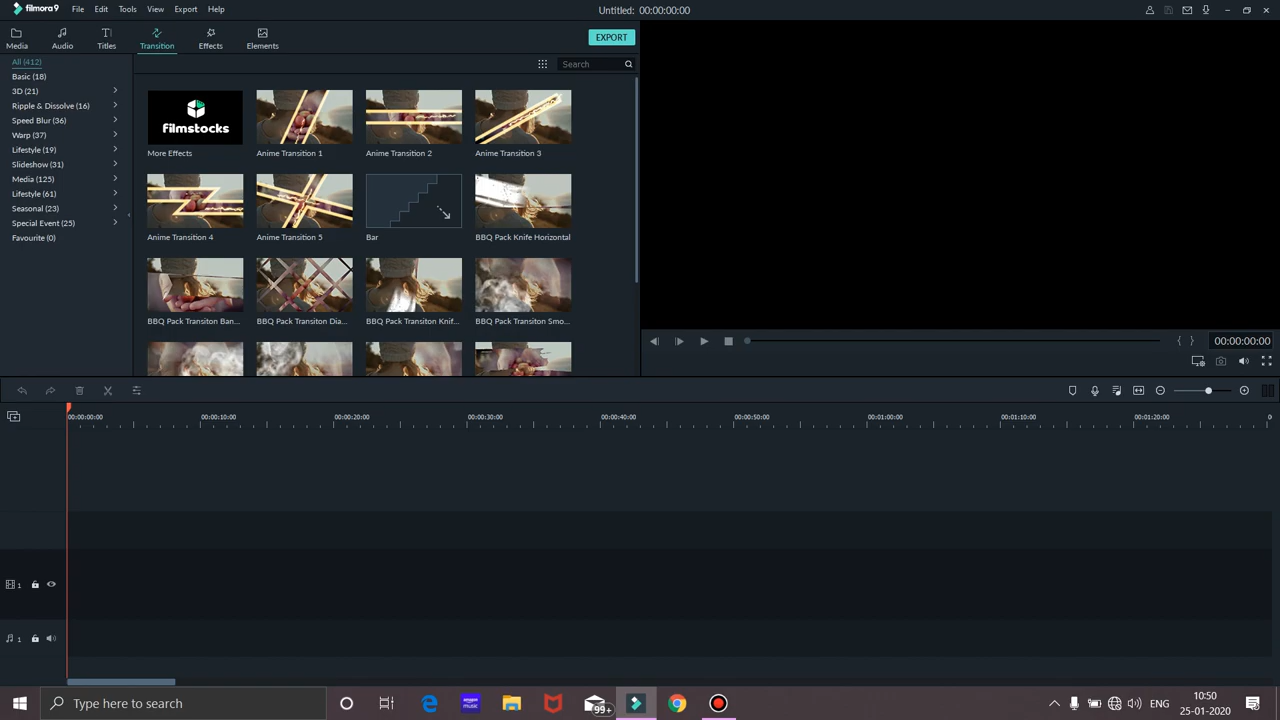 filmora9 File Edit Tools View Export Help Untitled: 00:00:00:00
Media Audio Titles Transition Effects Elements EXPORT
Search
All (412)
Basic (18)
3D (21)
Ripple & Dissolve (16)
Speed Blur (36)
Warp (37)
Lifestyle (19)
Slideshow (31)
Media (125)
Lifestyle (61)
Seasonal (23)
Special Event (25)
Favourite (0)
filmstocks
More Effects Anime Transition 1 Anime Transition 2 Anime Transition 3
Anime Transition 4 Anime Transition 5 Bar BBQ Pack Knife Horizontal
BBQ Pack Transiton Ban... BBQ Pack Transiton Dia... BBQ Pack Transiton Knif... BBQ Pack Transiton Smo...
{ } 00:00:00:00
00:00:00:00 00:00:10:00 00:00:20:00 00:00:30:00 00:00:40:00 00:00:50:00 00:01:00:00 00:01:10:00 00:01:20:00 0
1
1
Type here to search amazon music 99+ ENG 10:50
25-01-2020